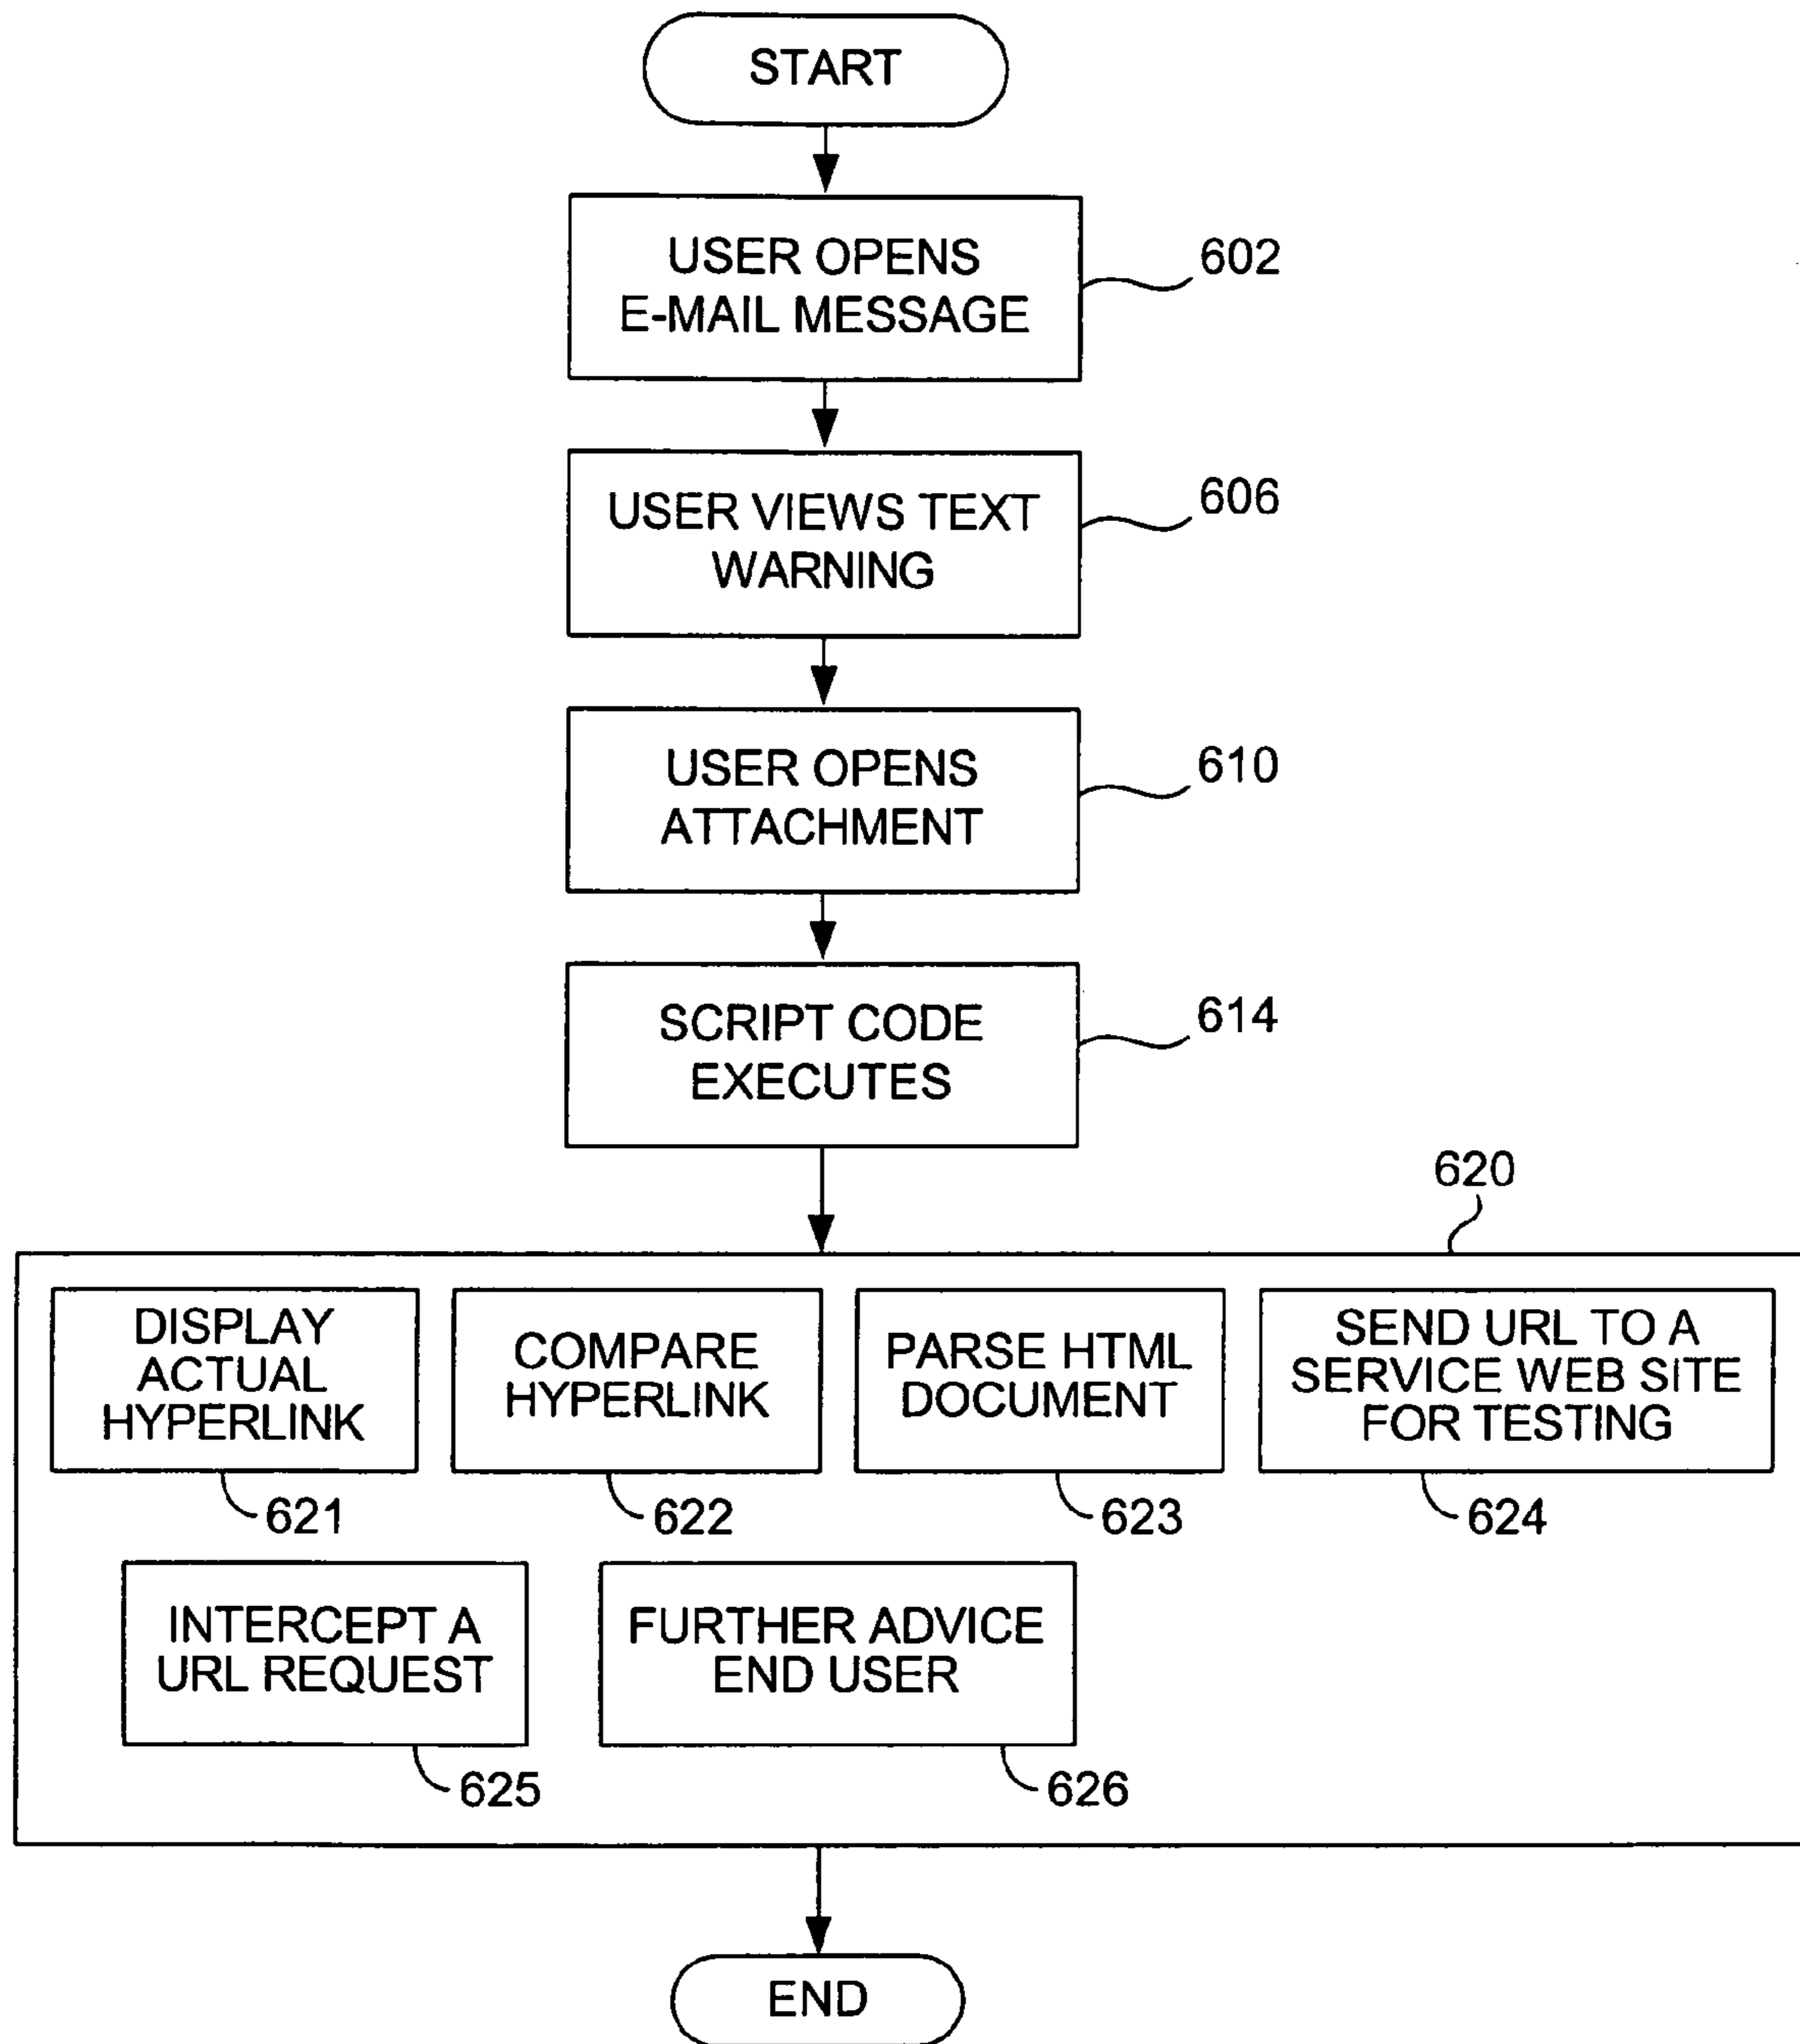 START
USER OPENS
E-MAIL MESSAGE
602
USER VIEWS TEXT
WARNING
606
USER OPENS
ATTACHMENT
610
SCRIPT CODE
EXECUTES
614
620
DISPLAY
ACTUAL
HYPERLINK
621
COMPARE
HYPERLINK
622
PARSE HTML
DOCUMENT
623
SEND URL TO A
SERVICE WEB SITE
FOR TESTING
624
INTERCEPT A
URL REQUEST
625
FURTHER ADVICE
END USER
626
END